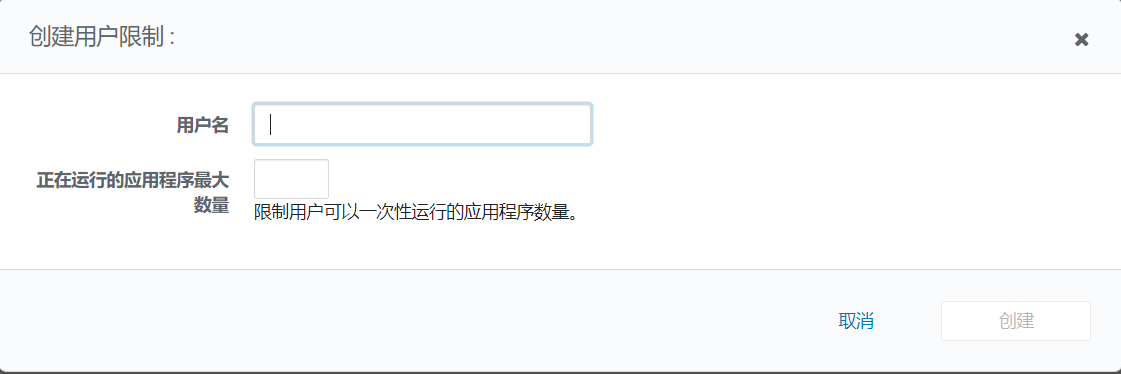 创建用户限制 :
用户名
正在运行的应用程序最大
数量
限制用户可以一次性运行的应用程序数量。
取消
创建